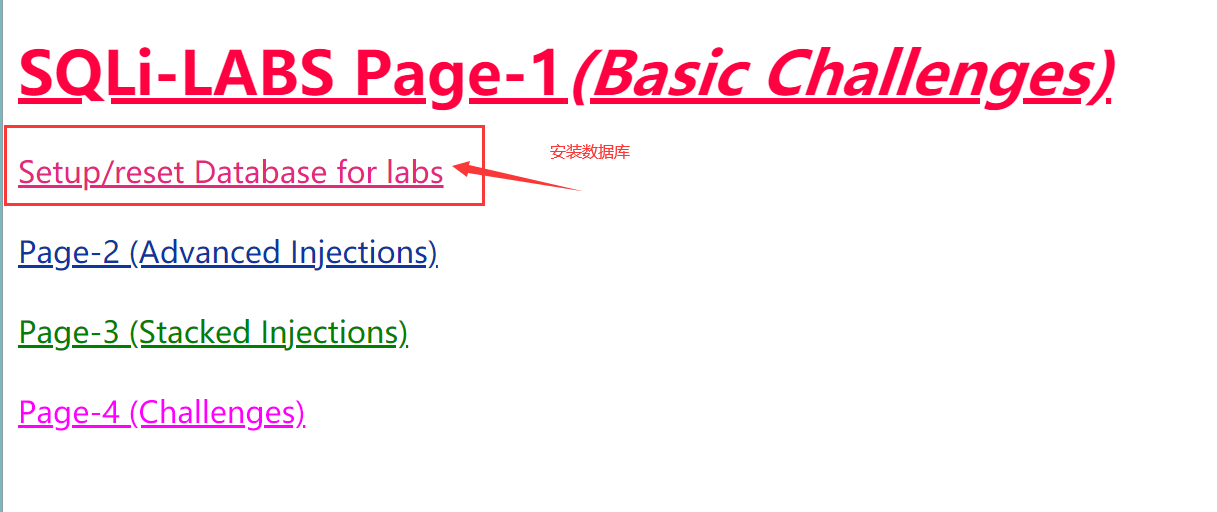 SQLi-LABS Page-1(Basic Challenges)
Setup/reset Database for labs
安装数据库
Page-2 (Advanced Injections)
Page-3 (Stacked Injections)
Page-4 (Challenges)